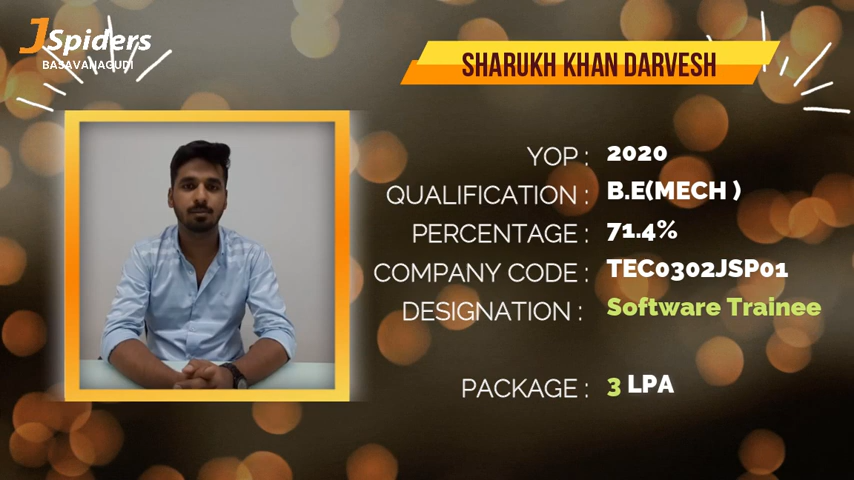 JSpiders
BASAVANAGUDI
SHARUKH KHAN DARVESH
YOP : 2020
QUALIFICATION : B.E(MECH )
PERCENTAGE : 71.4%
COMPANY CODE : TEC0302JSP01
DESIGNATION : Software Trainee
PACKAGE : 3 LPA